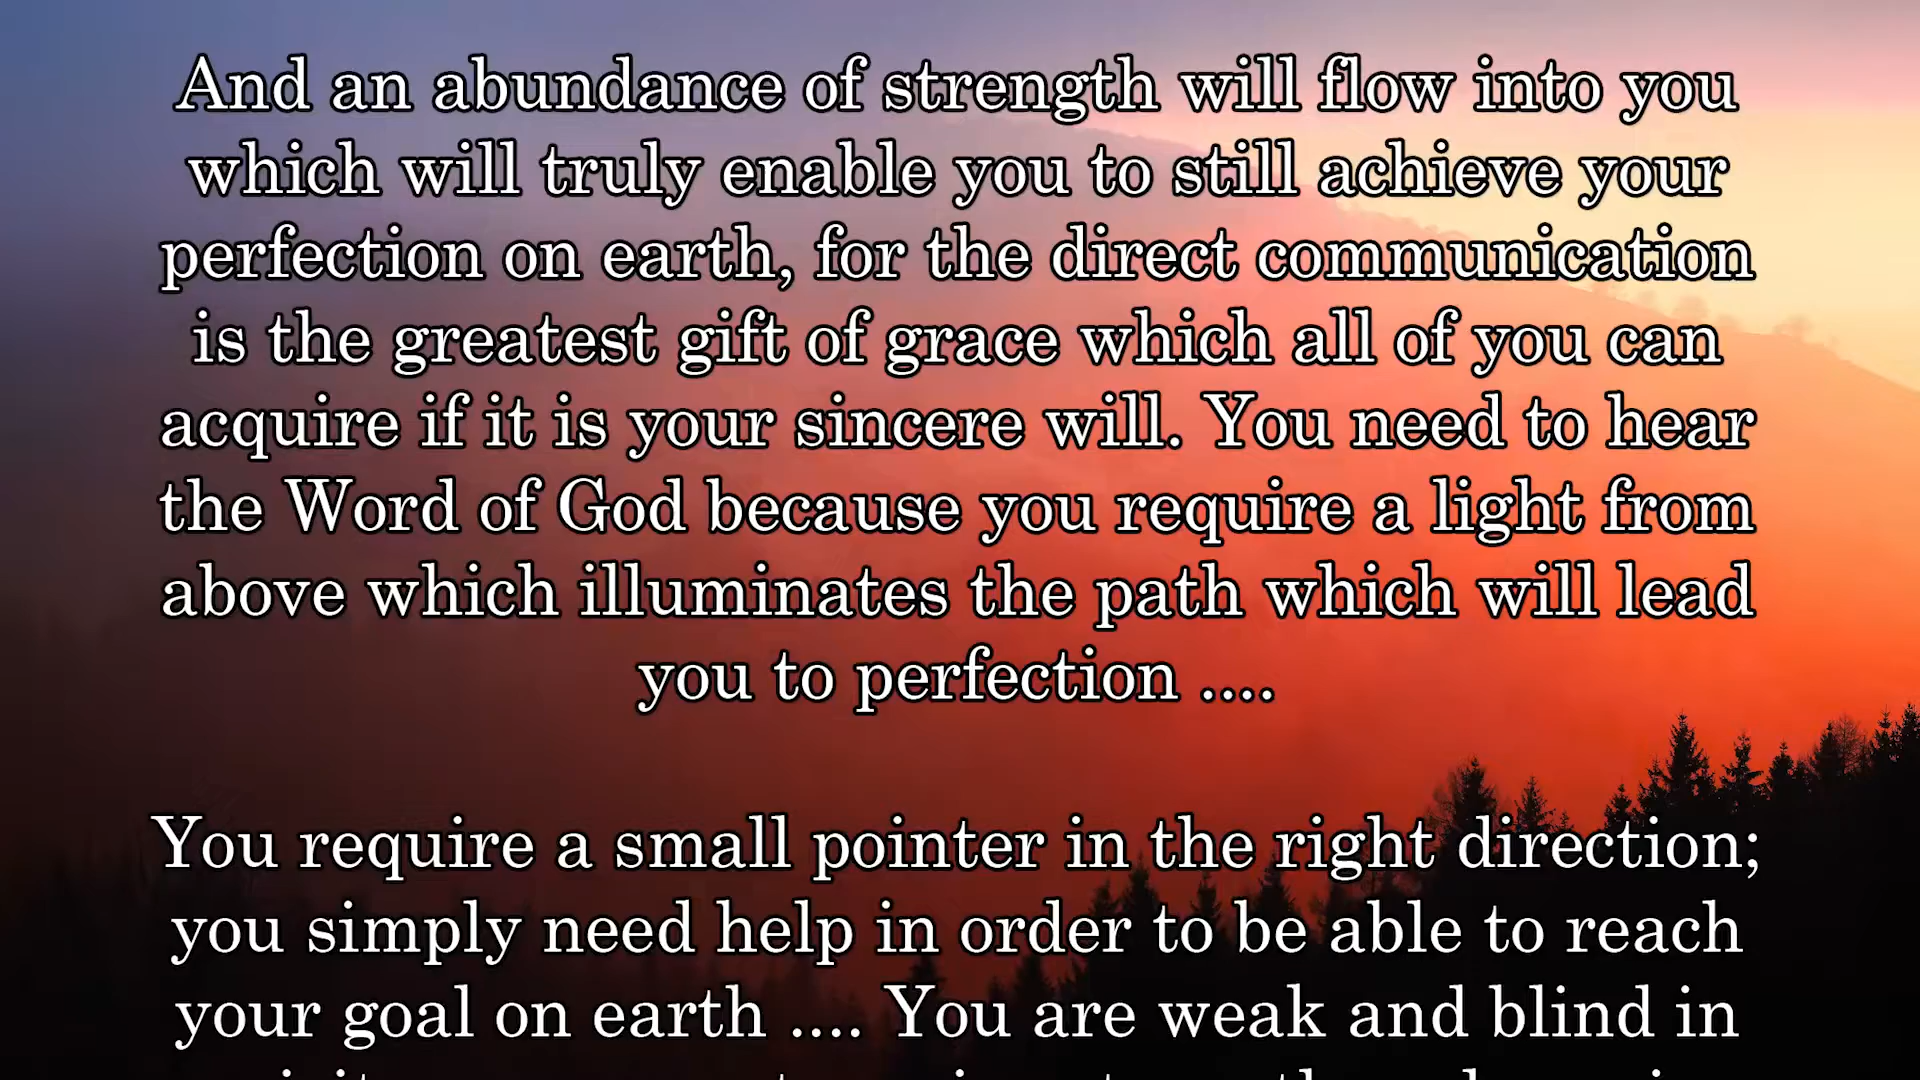 And an abundance of strength will flow into you
which will truly enable you to still achieve your
perfection on earth, for the direct communication
is the greatest gift of grace which all of you can
acquire if it is your sincere will. You need to hear
the Word of God because you require a light from
above which illuminates the path which will lead
you to perfection ....
You require a small pointer in the right direction;
you simply need help in order to be able to reach
your goal on earth .... You are weak and blind in